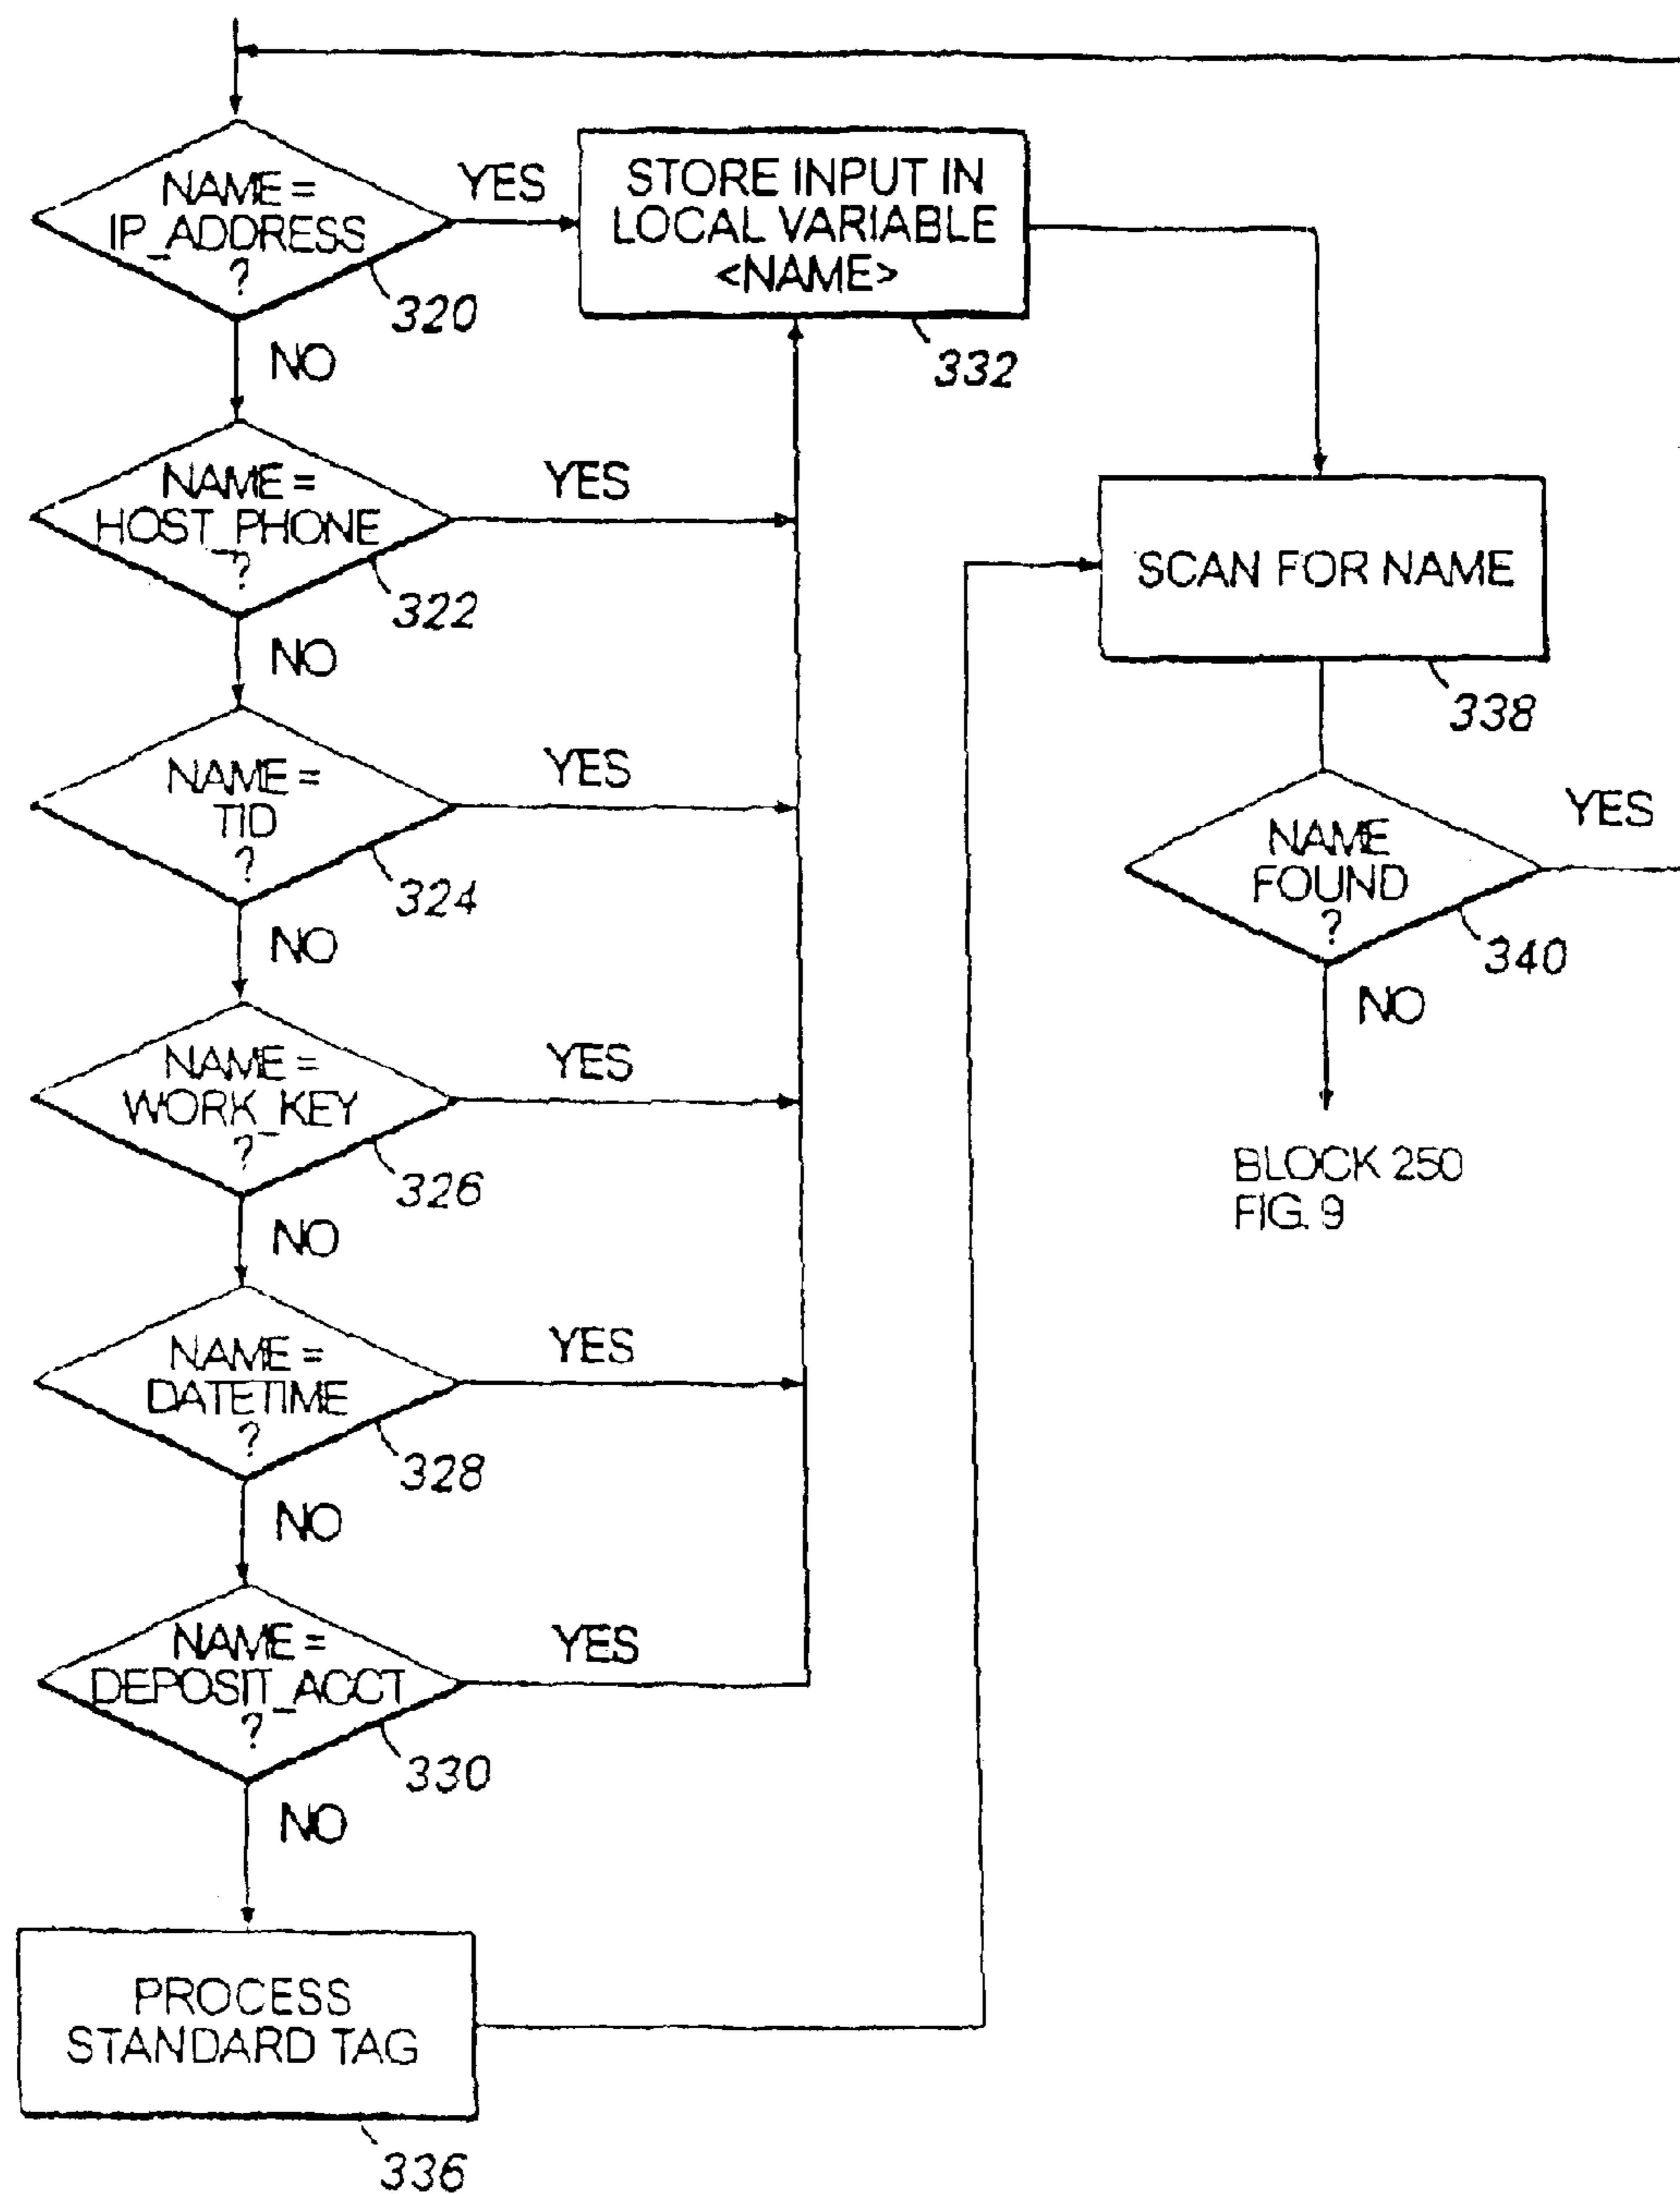 NAME =
IP_ADDRESS
?
320
YES
STORE INPUT IN
LOCAL VARIABLE
<NAME>
332
NO
NAME =
HOST_PHONE
?
322
YES
NO
NAME =
TID
?
324
YES
NO
NAME =
WORK_KEY
?
326
YES
NO
NAME =
DATETIME
?
328
YES
NO
NAME =
DEPOSIT_ACCT
?
330
YES
NO
PROCESS
STANDARD TAG
336
SCAN FOR NAME
338
NAME
FOUND
?
340
YES
NO
BLOCK 250
FIG. 9